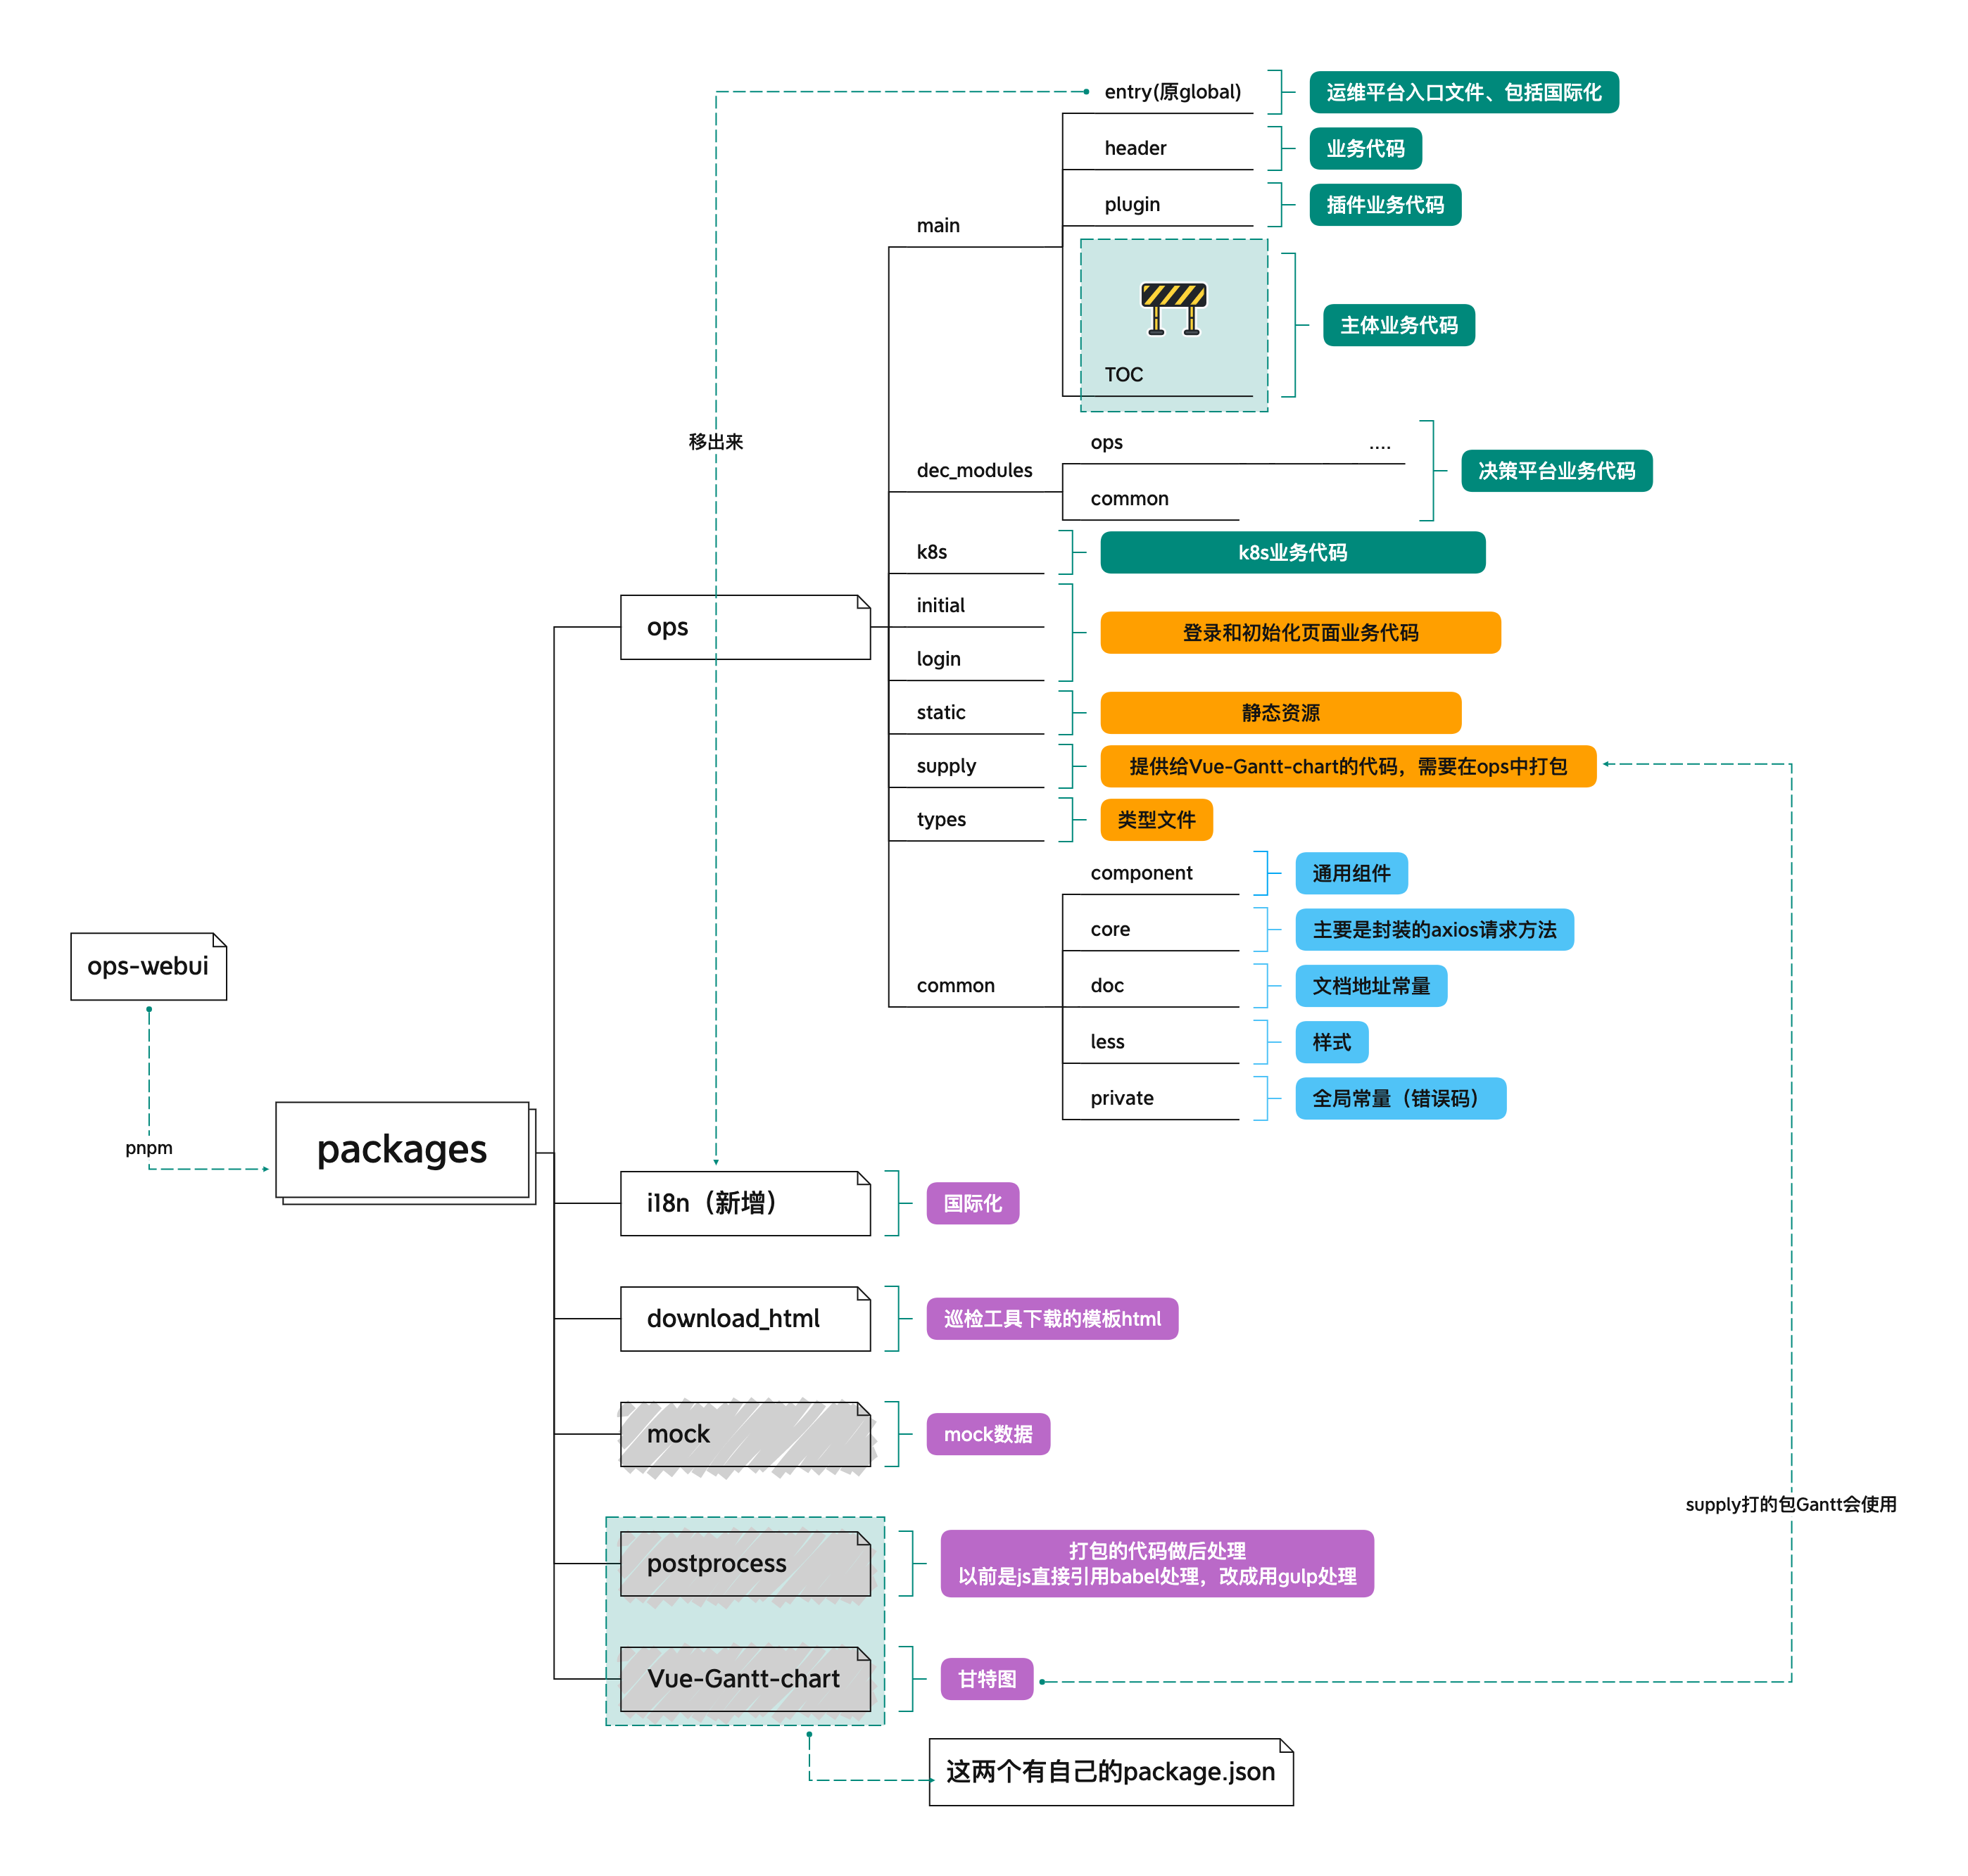 entry(原global)
运维平台入口文件、包括国际化
header
业务代码
plugin
插件业务代码
main
主体业务代码
TOC
移出来
ops
....
dec_modules
决策平台业务代码
common
k8s
k8s业务代码
initial
登录和初始化页面业务代码
ops
login
static
静态资源
supply
提供给Vue-Gantt-chart的代码，需要在ops中打包
types
类型文件
component
通用组件
core
主要是封装的axios请求方法
common
doc
文档地址常量
less
样式
private
全局常量（错误码）
ops-webui
pnpm
packages
i18n（新增）
国际化
download_html
巡检工具下载的模板html
mock
mock数据
supply打的包Gantt会使用
postprocess
打包的代码做后处理
以前是js直接引用babel处理，改成用gulp处理
Vue-Gantt-chart
甘特图
这两个有自己的package.json